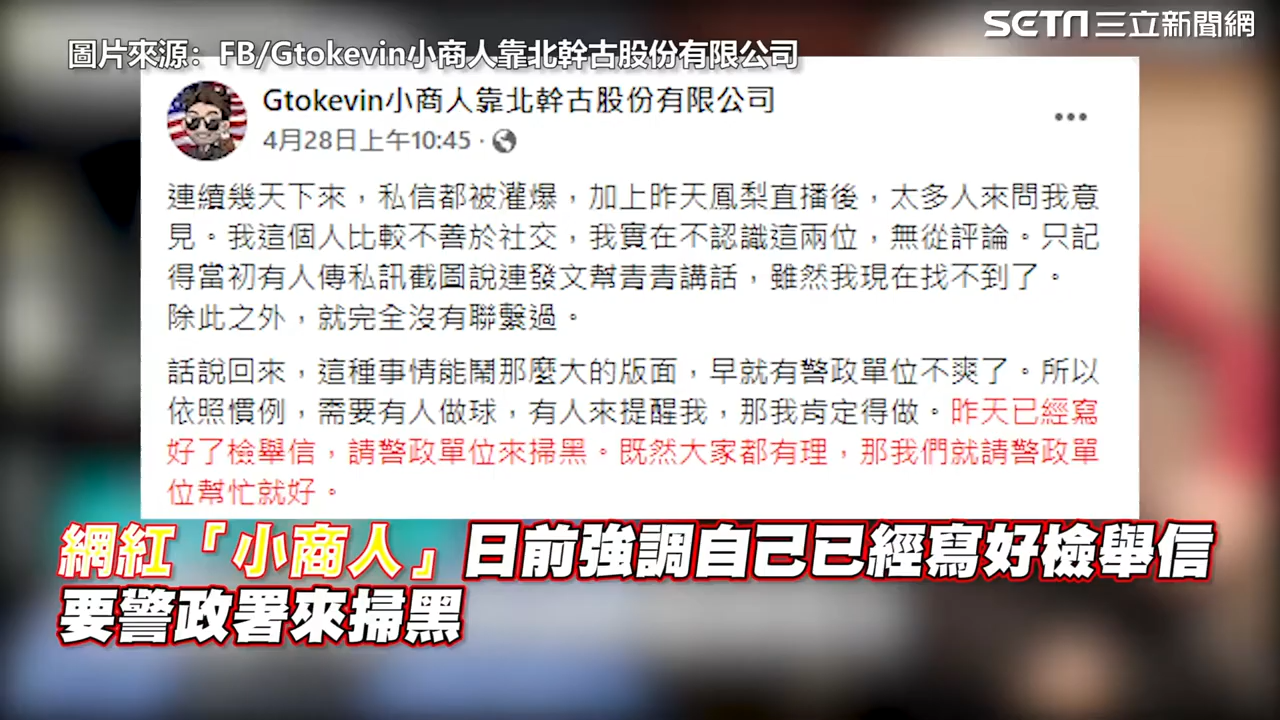 SETN三立新聞網
圖片來源：FB/Gtokevin小商人靠北幹古股份有限公司
Gtokevin小商人靠北幹古股份有限公司
4月28日上午10:45 ·
連續幾天下來，私信都被灌爆，加上昨天鳳梨直播後，太多人來問我意
見。我這個人比較不善於社交，我實在不認識這兩位，無從評論。只記
得當初有人傳私訊截圖說連發文幫青青講話，雖然我現在找不到了。
除此之外，就完全沒有聯繫過。
話說回來，這種事情能鬧那麼大的版面，早就有警政單位不爽了。所以
依照慣例，需要有人做球，有人來提醒我，那我肯定得做。昨天已經寫
好了檢舉信，請警政單位來掃黑。既然大家都有理，那我們就請警政單
位幫忙就好。
網紅「小商人」日前強調自己已經寫好檢舉信
要警政署來掃黑